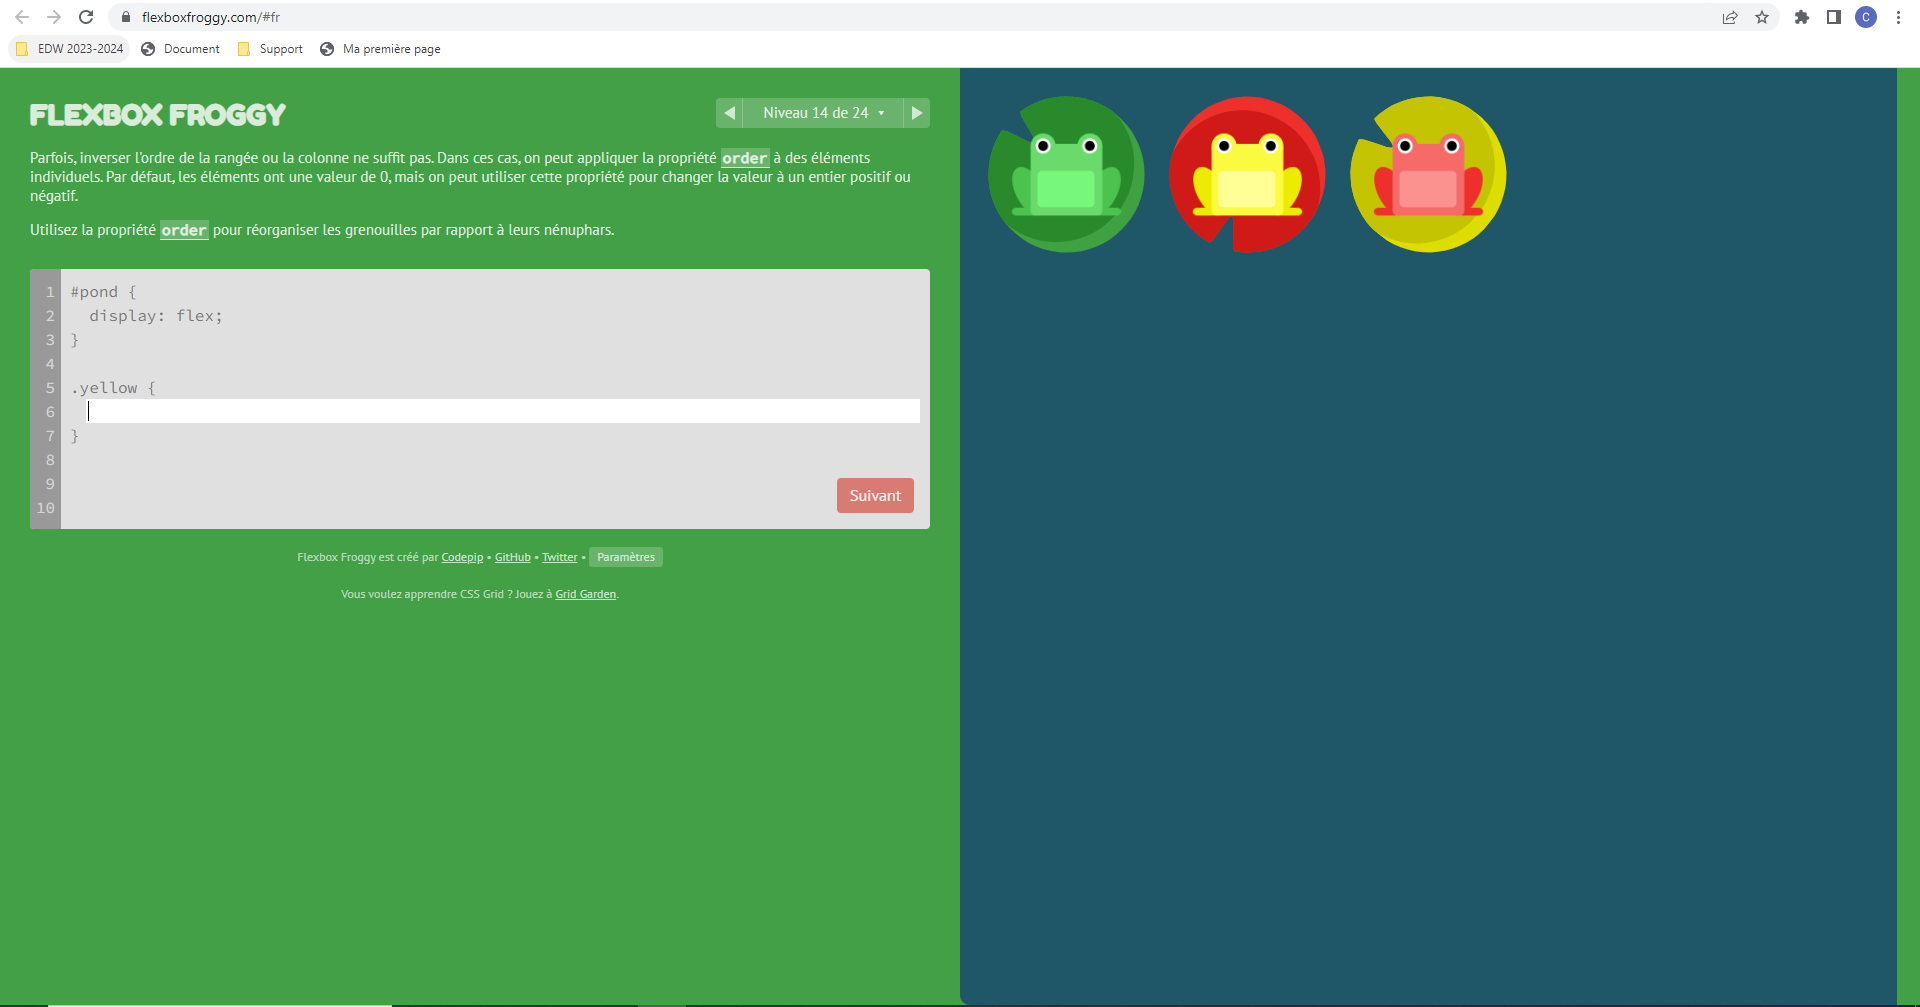 flexboxfroggy.com/#fr
C
EDW 2023-2024 Document Support Ma première page
FLEXBOX FROGGY
Niveau 14 de 24
Parfois, inverser l'ordre de la rangée ou la colonne ne suffit pas. Dans ces cas, on peut appliquer la propriété order à des éléments
individuels. Par défaut, les éléments ont une valeur de 0, mais on peut utiliser cette propriété pour changer la valeur à un entier positif ou
négatif.
Utilisez la propriété order pour réorganiser les grenouilles par rapport à leurs nénuphars.
1 #pond {
2 display: flex;
3 }
4
5 .yellow {
6
7 }
8
9
10
Suivant
Flexbox Froggy est créé par Codepip • GitHub • Twitter • Paramètres
Vous voulez apprendre CSS Grid ? Jouez à Grid Garden.